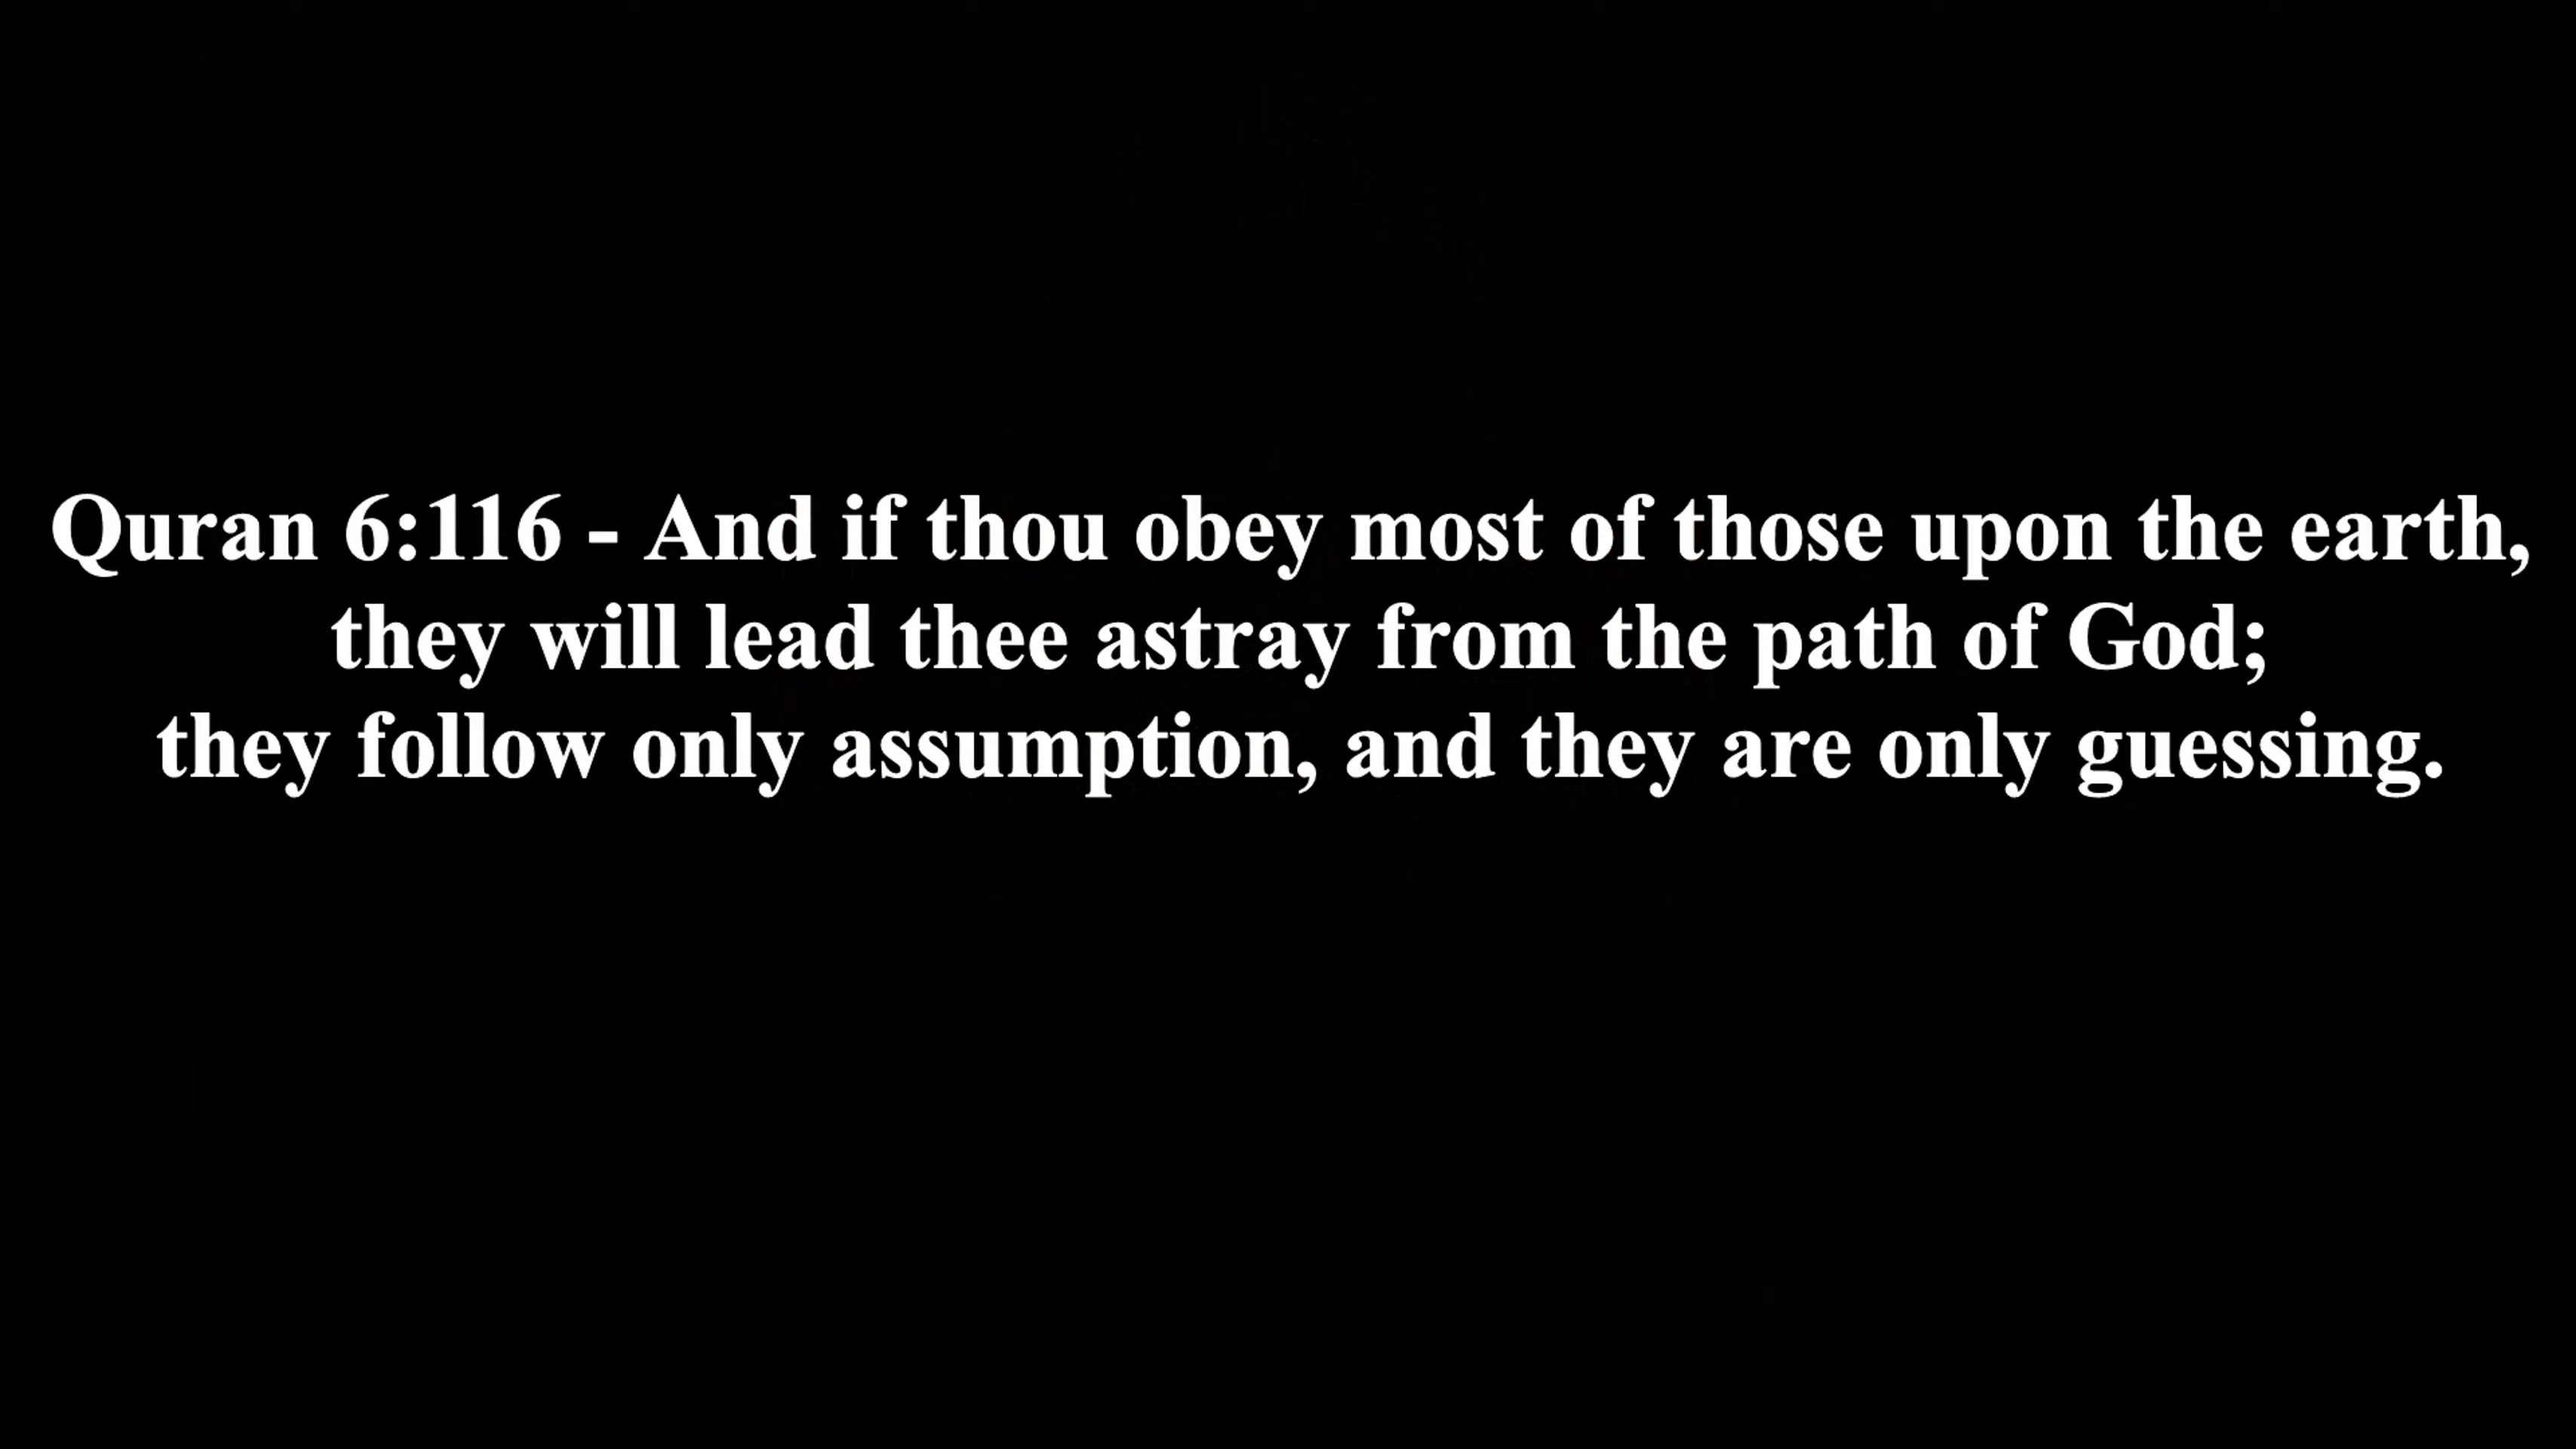 Quran 6:116 - And if thou obey most of those upon the earth,
they will lead thee astray from the path of God;
they follow only assumption, and they are only guessing.